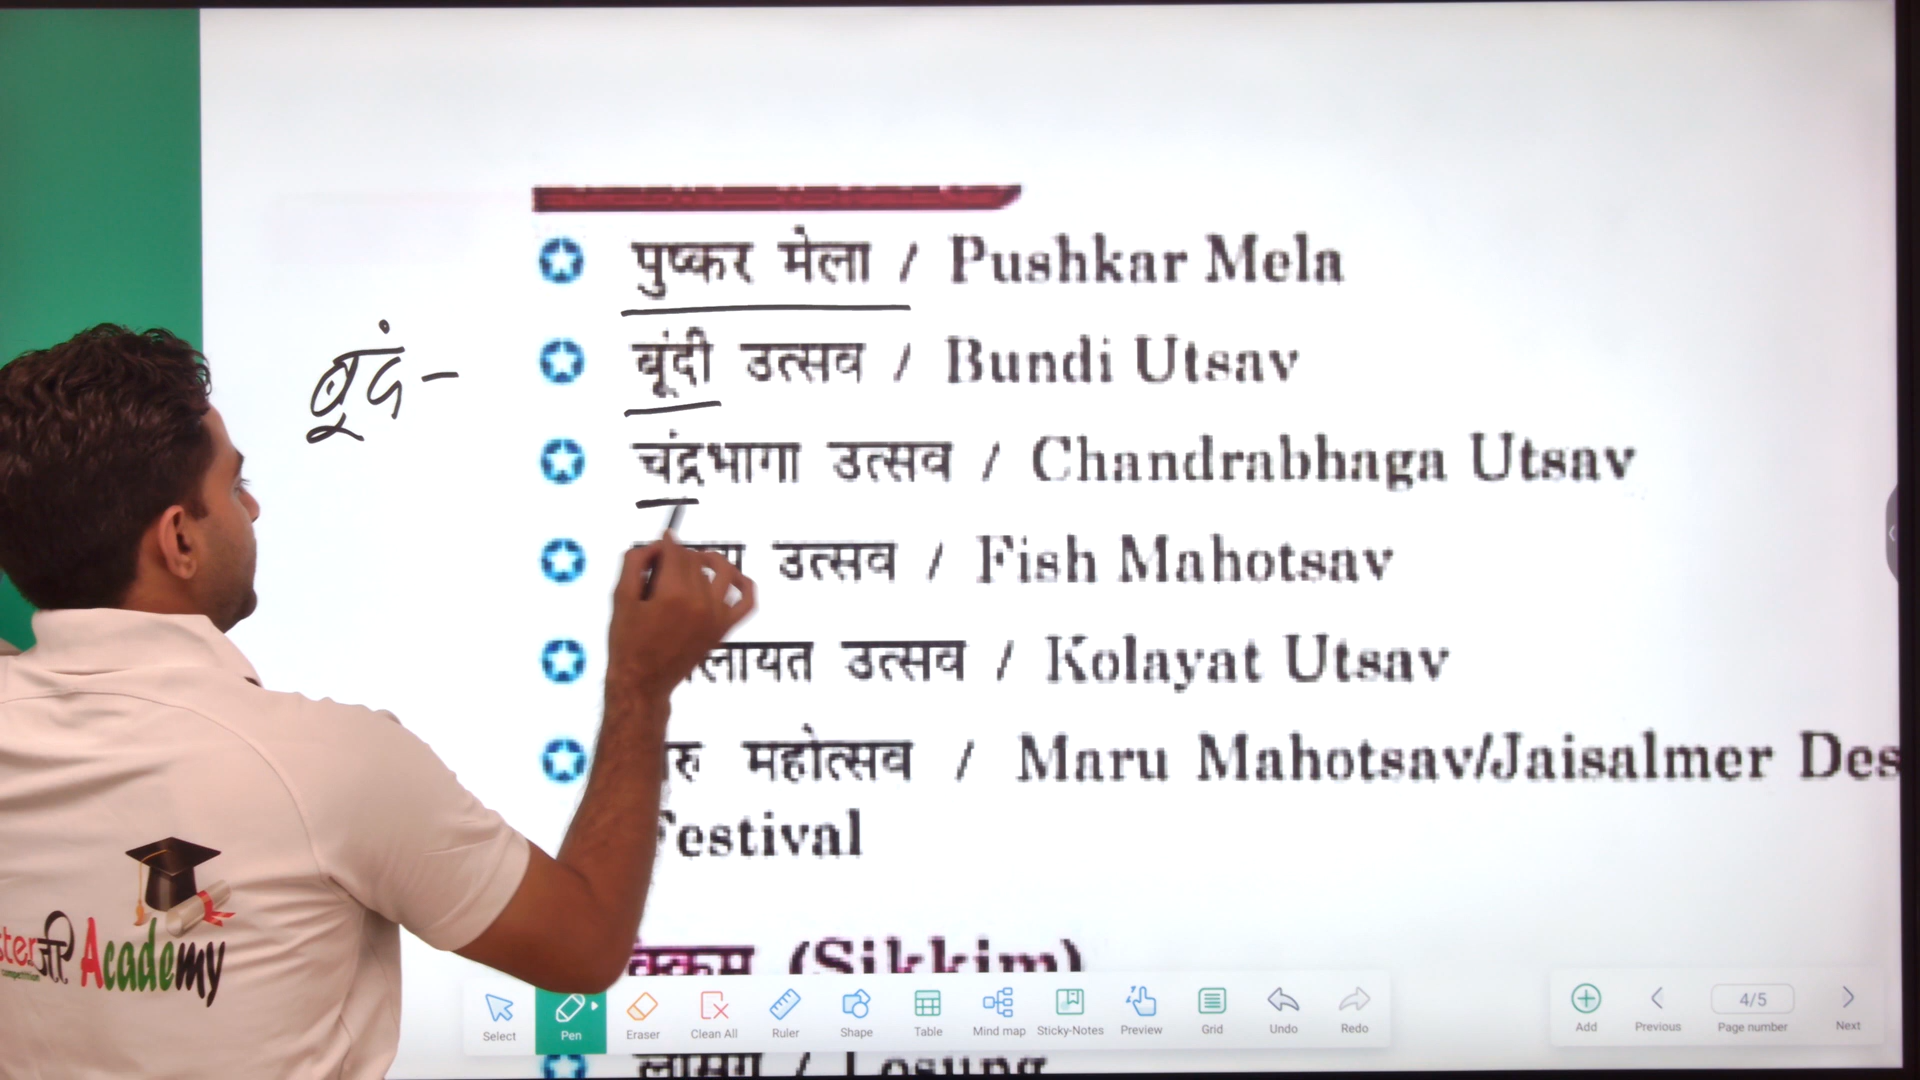 पुष्कर मेला / Pushkar Mela
बूंद-
बूंदी उत्सव / Bundi Utsav
चंद्रभागा उत्सव / Chandrabhaga Utsav
उत्सव / Fish Mahotsav
उत्सव / Kolayat Utsav
महोत्सव / Maru Mahotsav/Jaisalmer Des
Festival
(Sikkim)
Academy
Select
Pen
Eraser
Clean All
Ruler
Shape
Table
Mind map
Sticky-Notes
Preview
Grid
Undo
Redo
Add
Previous
4/5
Page number
Next
/ Losung